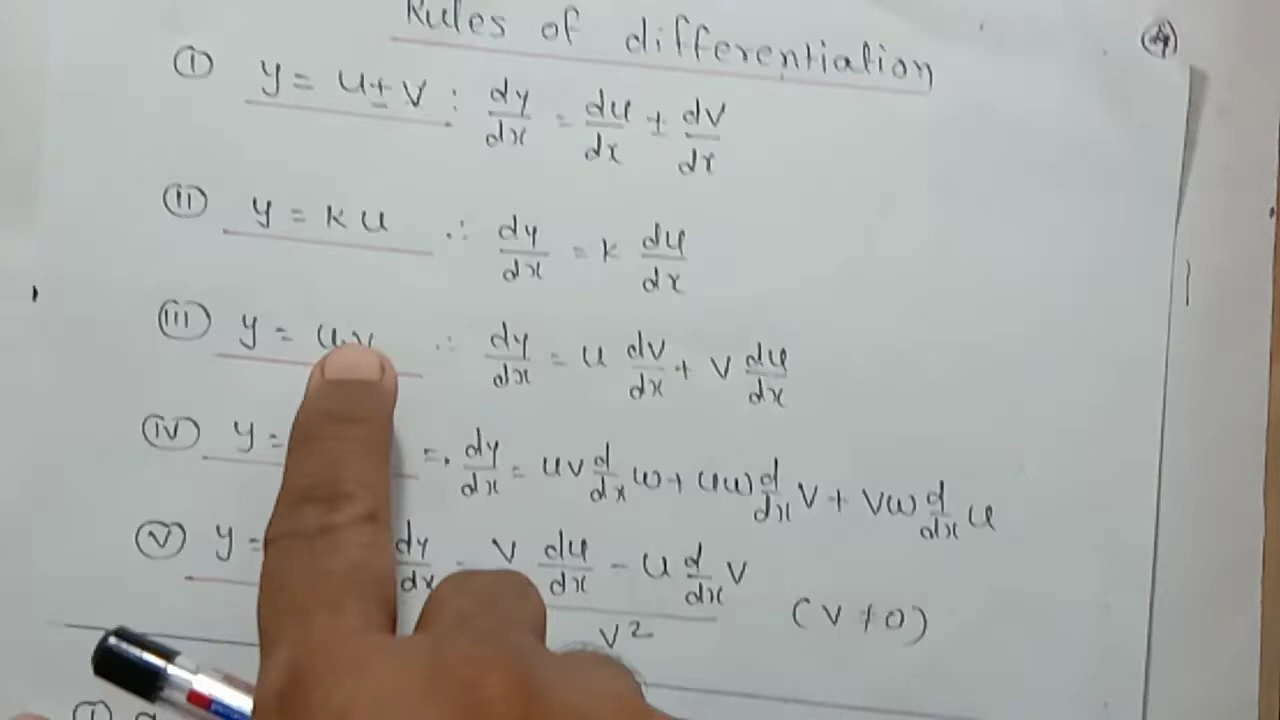 Rules of differentiation
(4)
(i) y = u ± v : dy/dx = du/dx ± dv/dx
(ii) y = k u ∴ dy/dx = k du/dx
(iii) y = u.v ∴ dy/dx = u dv/dx + v du/dx
(iv) y = ∴ dy/dx = uv d/dx w + uw d/dx v + vw d/dx u
(v) y = dy/dx = (v du/dx - u d/dx v)/v² (v ≠ 0)